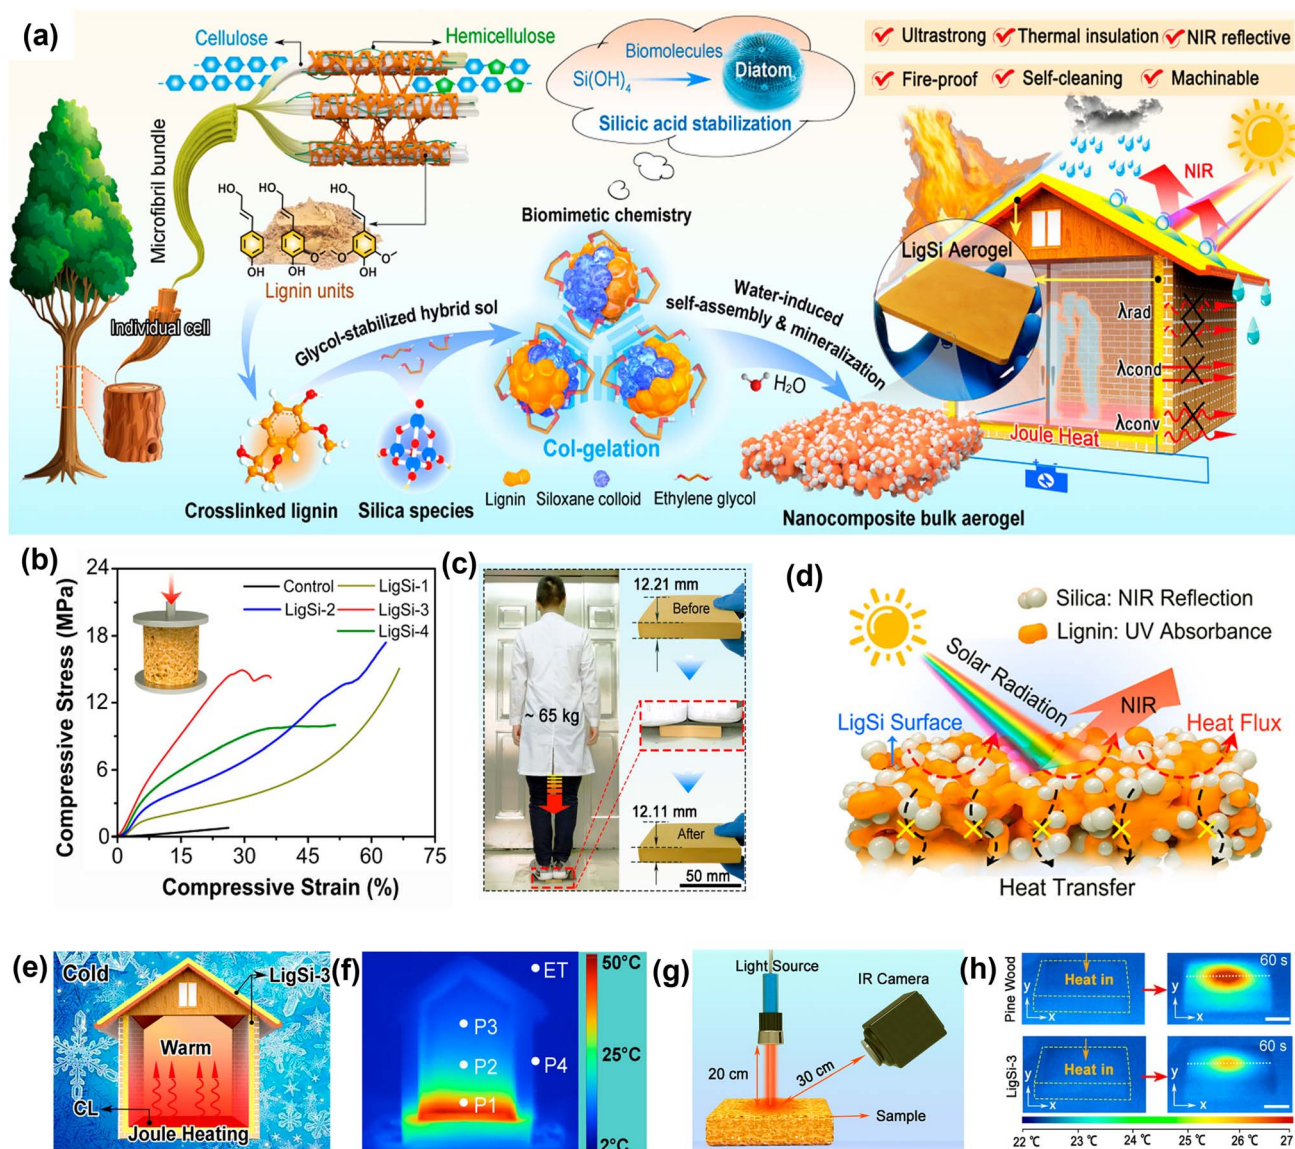 (a)
Cellulose
Hemicellulose
Microfibril bundle
Individual cell
HO
HO
HO
OH
OH
O
O
OH
O
Lignin units
Biomolecules
Si(OH)4
Diatom
Silicic acid stabilization
Biomimetic chemistry
Glycol-stabilized hybrid sol
Crosslinked lignin
Silica species
Col-gelation
Lignin
Siloxane colloid
Ethylene glycol
Water-induced
self-assembly & mineralization
H2O
Nanocomposite bulk aerogel
Ultrastrong
Thermal insulation
NIR reflective
Fire-proof
Self-cleaning
Machinable
NIR
LigSi Aerogel
λrad
λcond
λconv
Joule Heat
N
(b)
Compressive Stress (MPa)
24
18
12
6
0
Control
LigSi-1
LigSi-2
LigSi-3
LigSi-4
0
15
30
45
60
75
Compressive Strain (%)
(c)
~ 65 kg
12.21 mm
Before
12.11 mm
After
50 mm
(d)
Silica: NIR Reflection
Lignin: UV Absorbance
Solar Radiation
NIR
LigSi Surface
Heat Flux
Heat Transfer
(e)
Cold
LigSi-3
Warm
CL
Joule Heating
(f)
50°C
ET
P3
25°C
P2
P4
P1
2°C
(g)
Light Source
IR Camera
20 cm
30 cm
Sample
(h)
Pine Wood
Heat in
y
x
60 s
LigSi-3
Heat in
y
x
60 s
22 °C
23 °C
24 °C
25 °C
26 °C
27